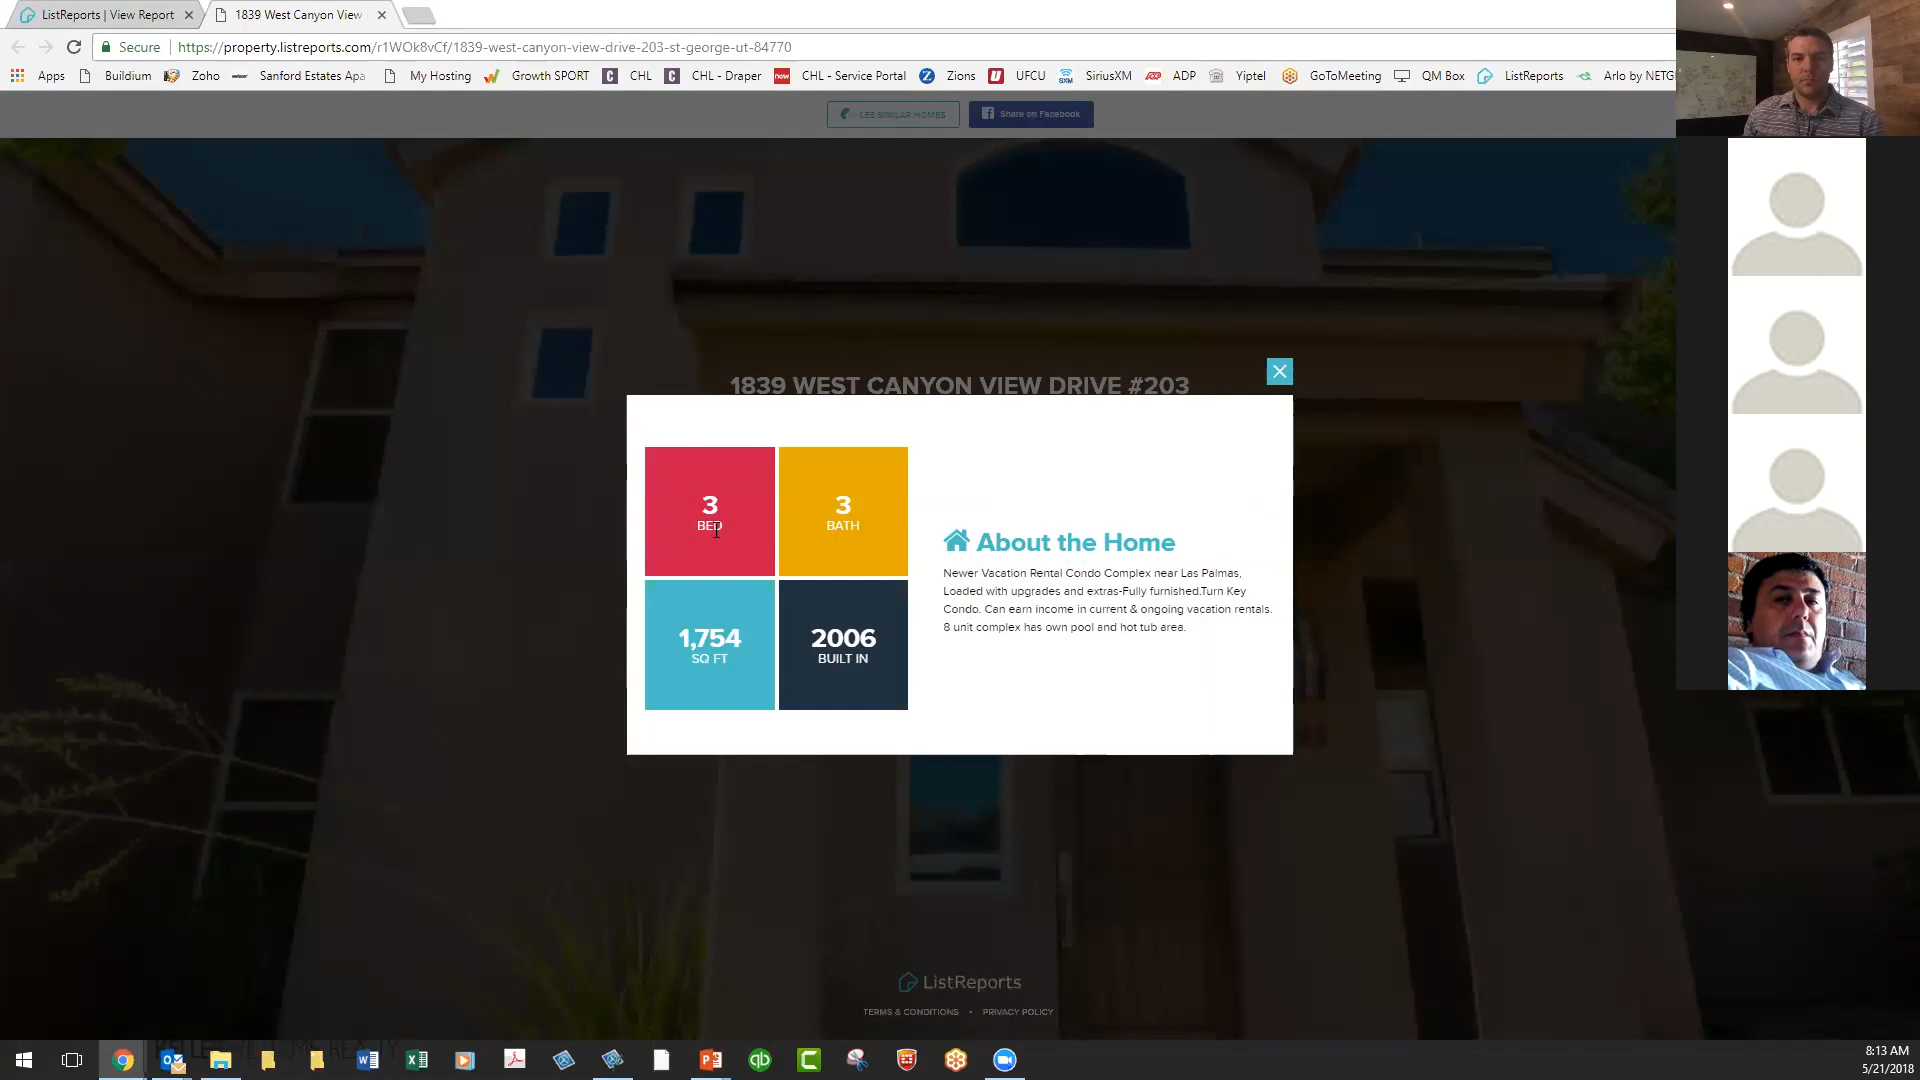 ListReports | View Report
1839 West Canyon View
Secure
https://property.listreports.com/r1WOk8vCf/1839-west-canyon-view-drive-203-st-george-ut-84770
Apps Buildium Zoho Sanford Estates Apa My Hosting Growth SPORT CHL CHL - Draper CHL - Service Portal Zions UFCU SiriusXM ADP Yiptel GoToMeeting QM Box ListReports Arlo by NETG
SEE SIMILAR HOMES Share on Facebook
1839 WEST CANYON VIEW DRIVE #203
3
BED
3
BATH
1,754
SQ FT
2006
BUILT IN
About the Home
Newer Vacation Rental Condo Complex near Las Palmas,
Loaded with upgrades and extras-Fully furnished.Turn Key
Condo. Can earn income in current & ongoing vacation rentals.
8 unit complex has own pool and hot tub area.
ListReports
TERMS & CONDITIONS • PRIVACY POLICY
8:13 AM
5/21/2018